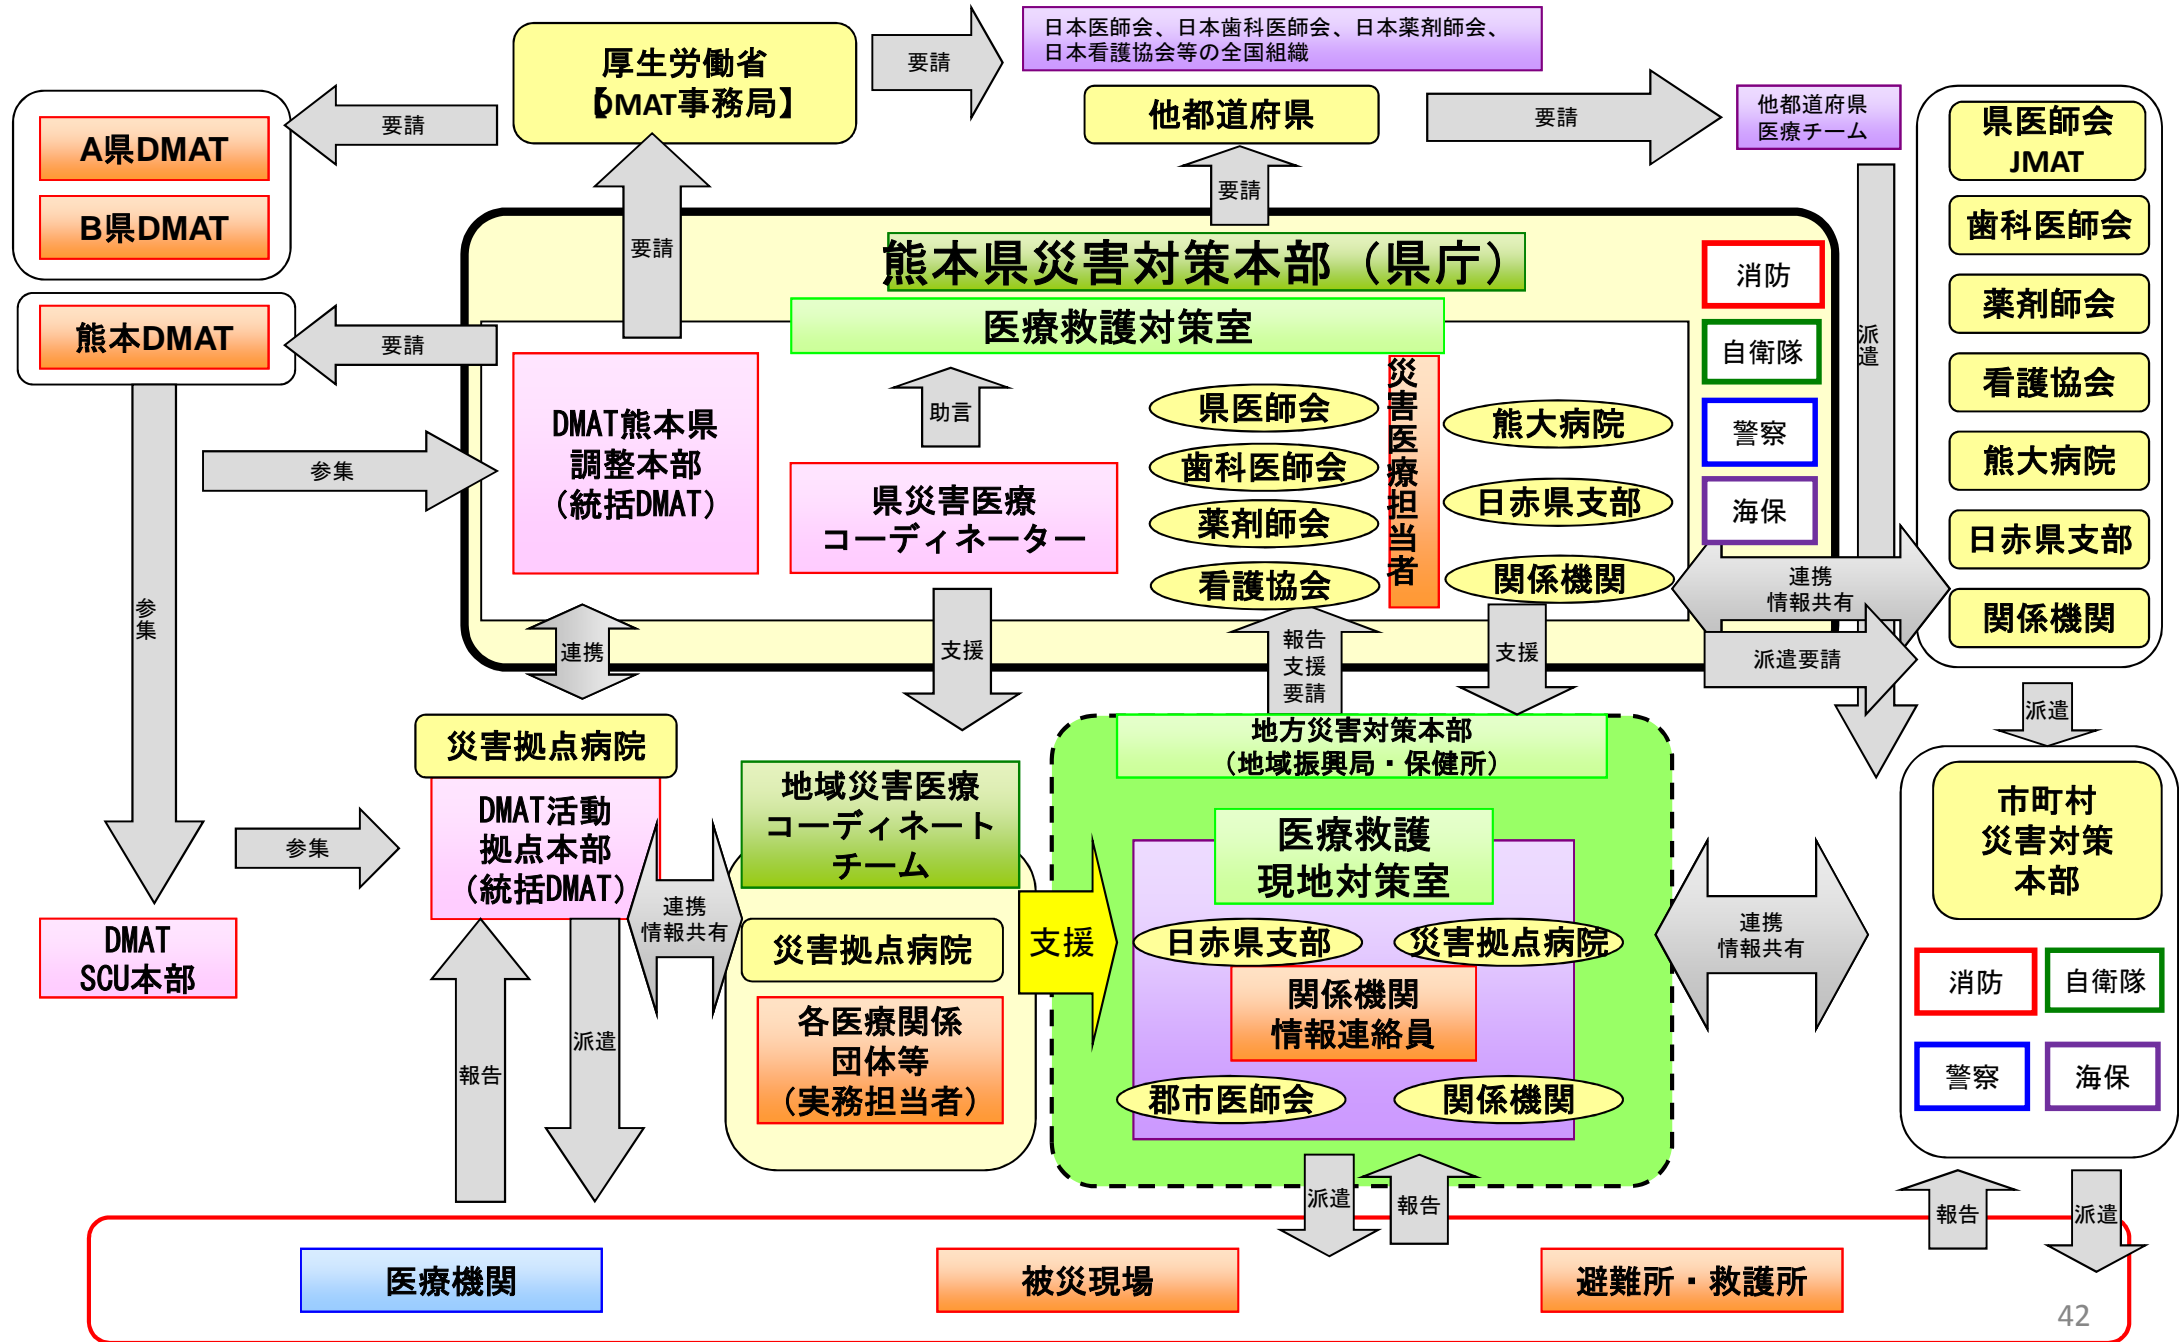 日本医師会、日本歯科医師会、日本薬剤師会、
日本看護協会等の全国組織
厚生労働省
【DMAT事務局】
要請
要請
他都道府県
要請
他都道府県
医療チーム
A県DMAT
B県DMAT
要請
要請
熊本県災害対策本部（県庁）
医療救護対策室
熊本DMAT
要請
参集
DMAT熊本県
調整本部
（統括DMAT）
助言
県災害医療
コーディネーター
県医師会
歯科医師会
薬剤師会
看護協会
災害医療担当者
熊大病院
日赤県支部
関係機関
消防
自衛隊
警察
海保
派遣
県医師会
JMAT
歯科医師会
薬剤師会
看護協会
熊大病院
日赤県支部
関係機関
連携
情報共有
派遣要請
派遣
参集
連携
支援
報告
支援
要請
支援
災害拠点病院
DMAT活動
拠点本部
（統括DMAT）
参集
DMAT
SCU本部
連携
情報共有
地域災害医療
コーディネート
チーム
災害拠点病院
各医療関係
団体等
（実務担当者）
支援
地方災害対策本部
（地域振興局・保健所）
医療救護
現地対策室
日赤県支部
災害拠点病院
関係機関
情報連絡員
郡市医師会
関係機関
連携
情報共有
市町村
災害対策
本部
消防
自衛隊
警察
海保
報告
派遣
派遣
報告
報告
派遣
医療機関
被災現場
避難所・救護所
42